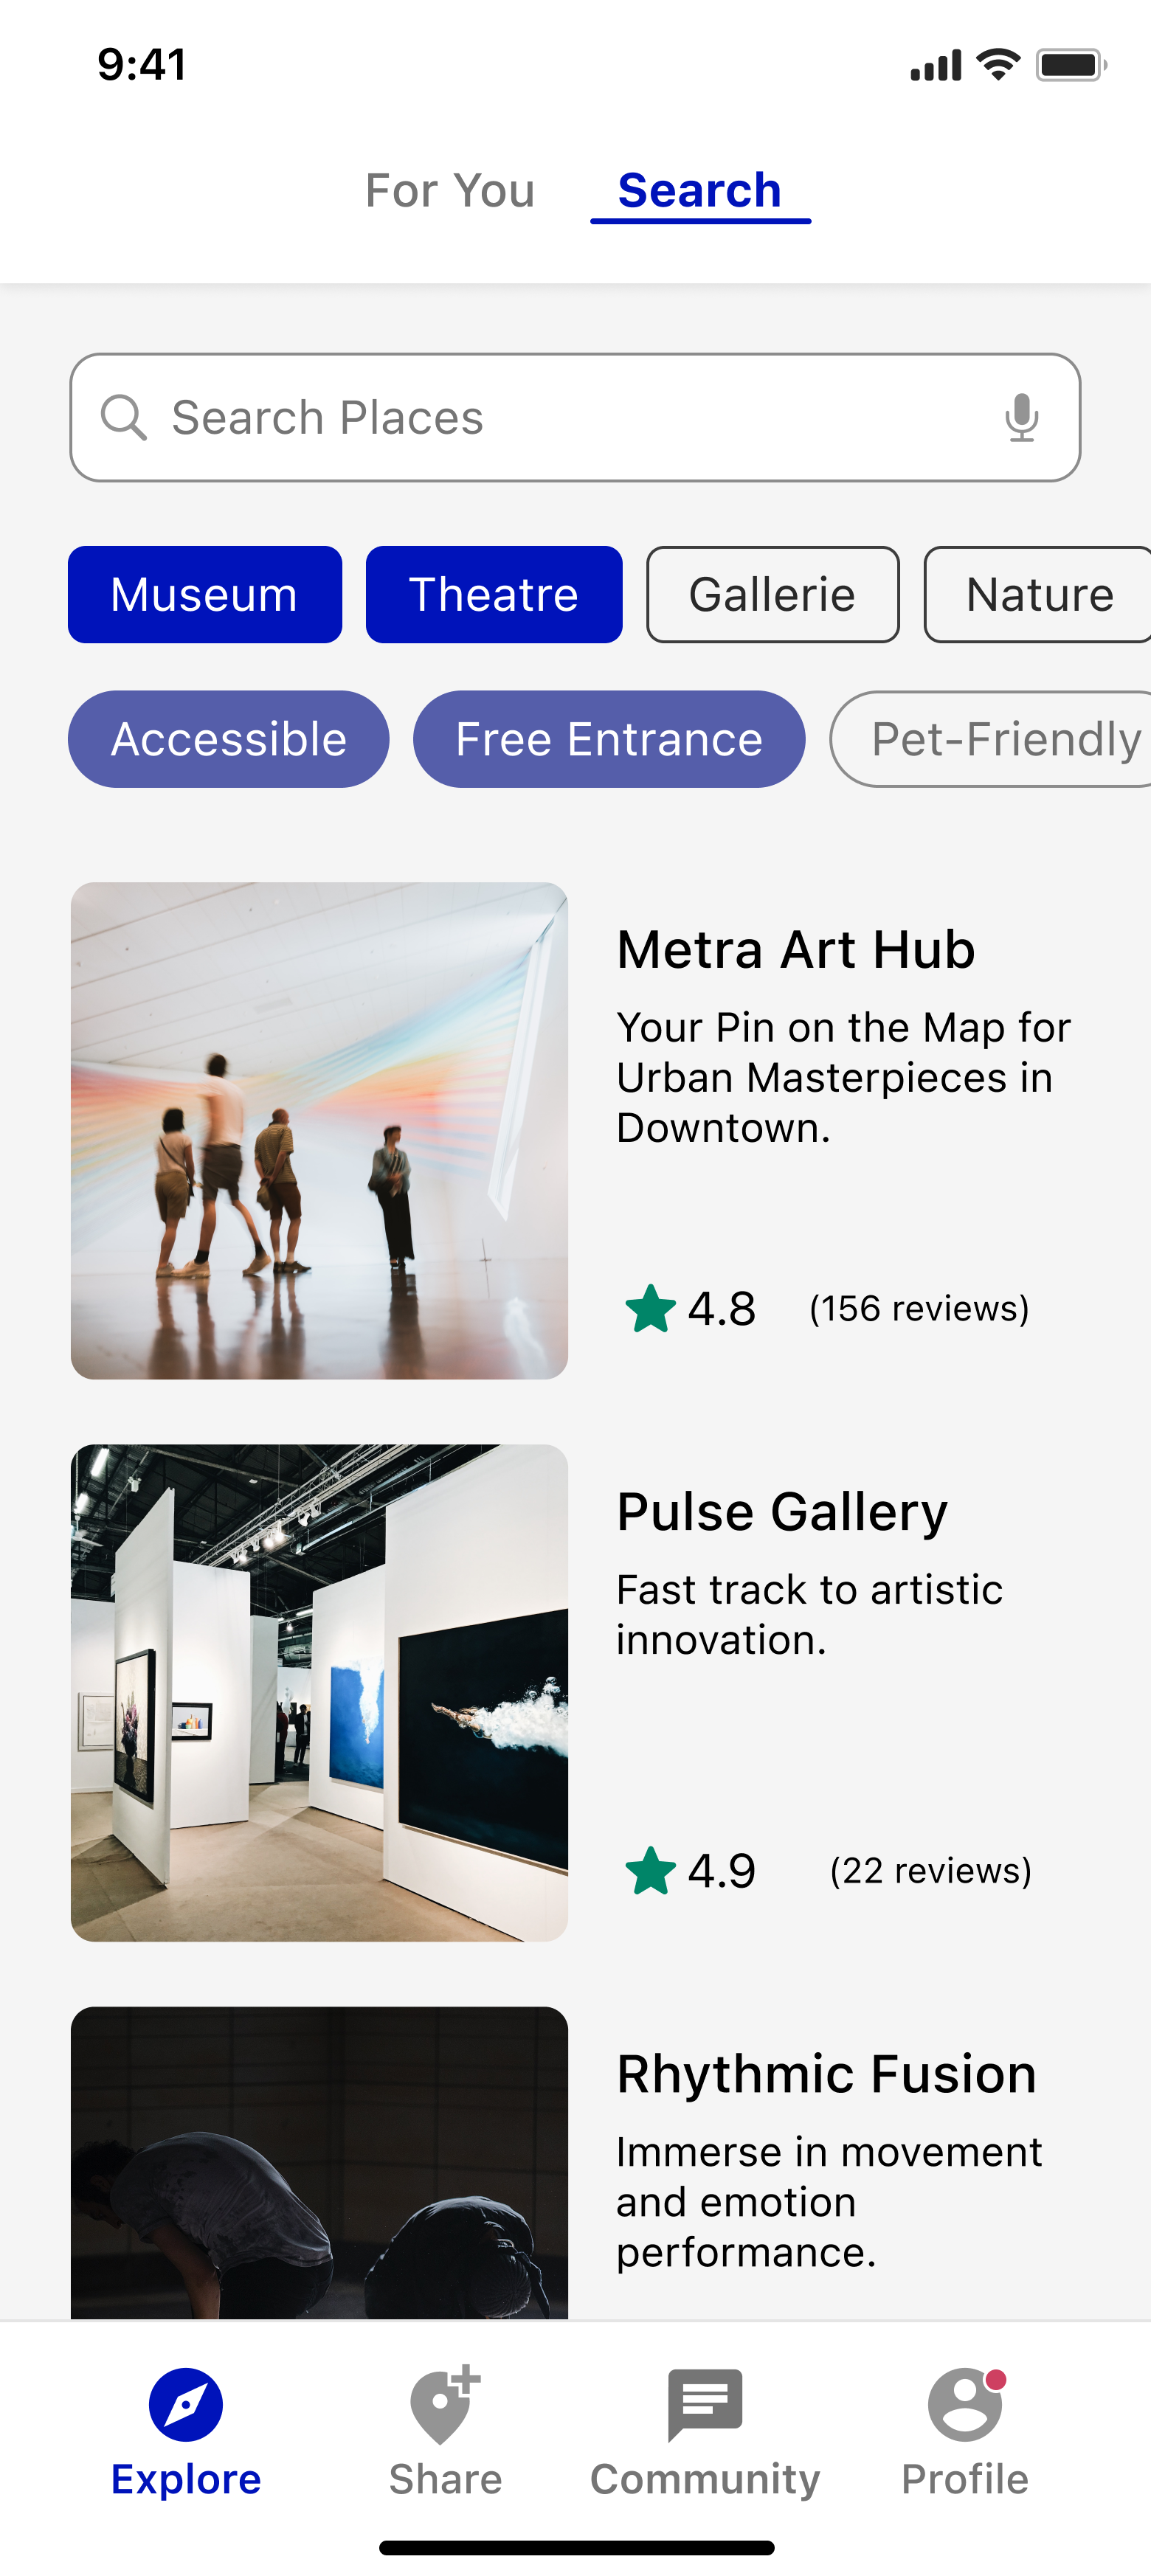 9:41
For You Search
Search Places
Museum Theatre Gallerie Nature
Accessible Free Entrance Pet-Friendly
Metra Art Hub
Your Pin on the Map for
Urban Masterpieces in
Downtown.
4.8 (156 reviews)
Pulse Gallery
Fast track to artistic
innovation.
4.9 (22 reviews)
Rhythmic Fusion
Immerse in movement
and emotion
performance.
Explore Share Community Profile